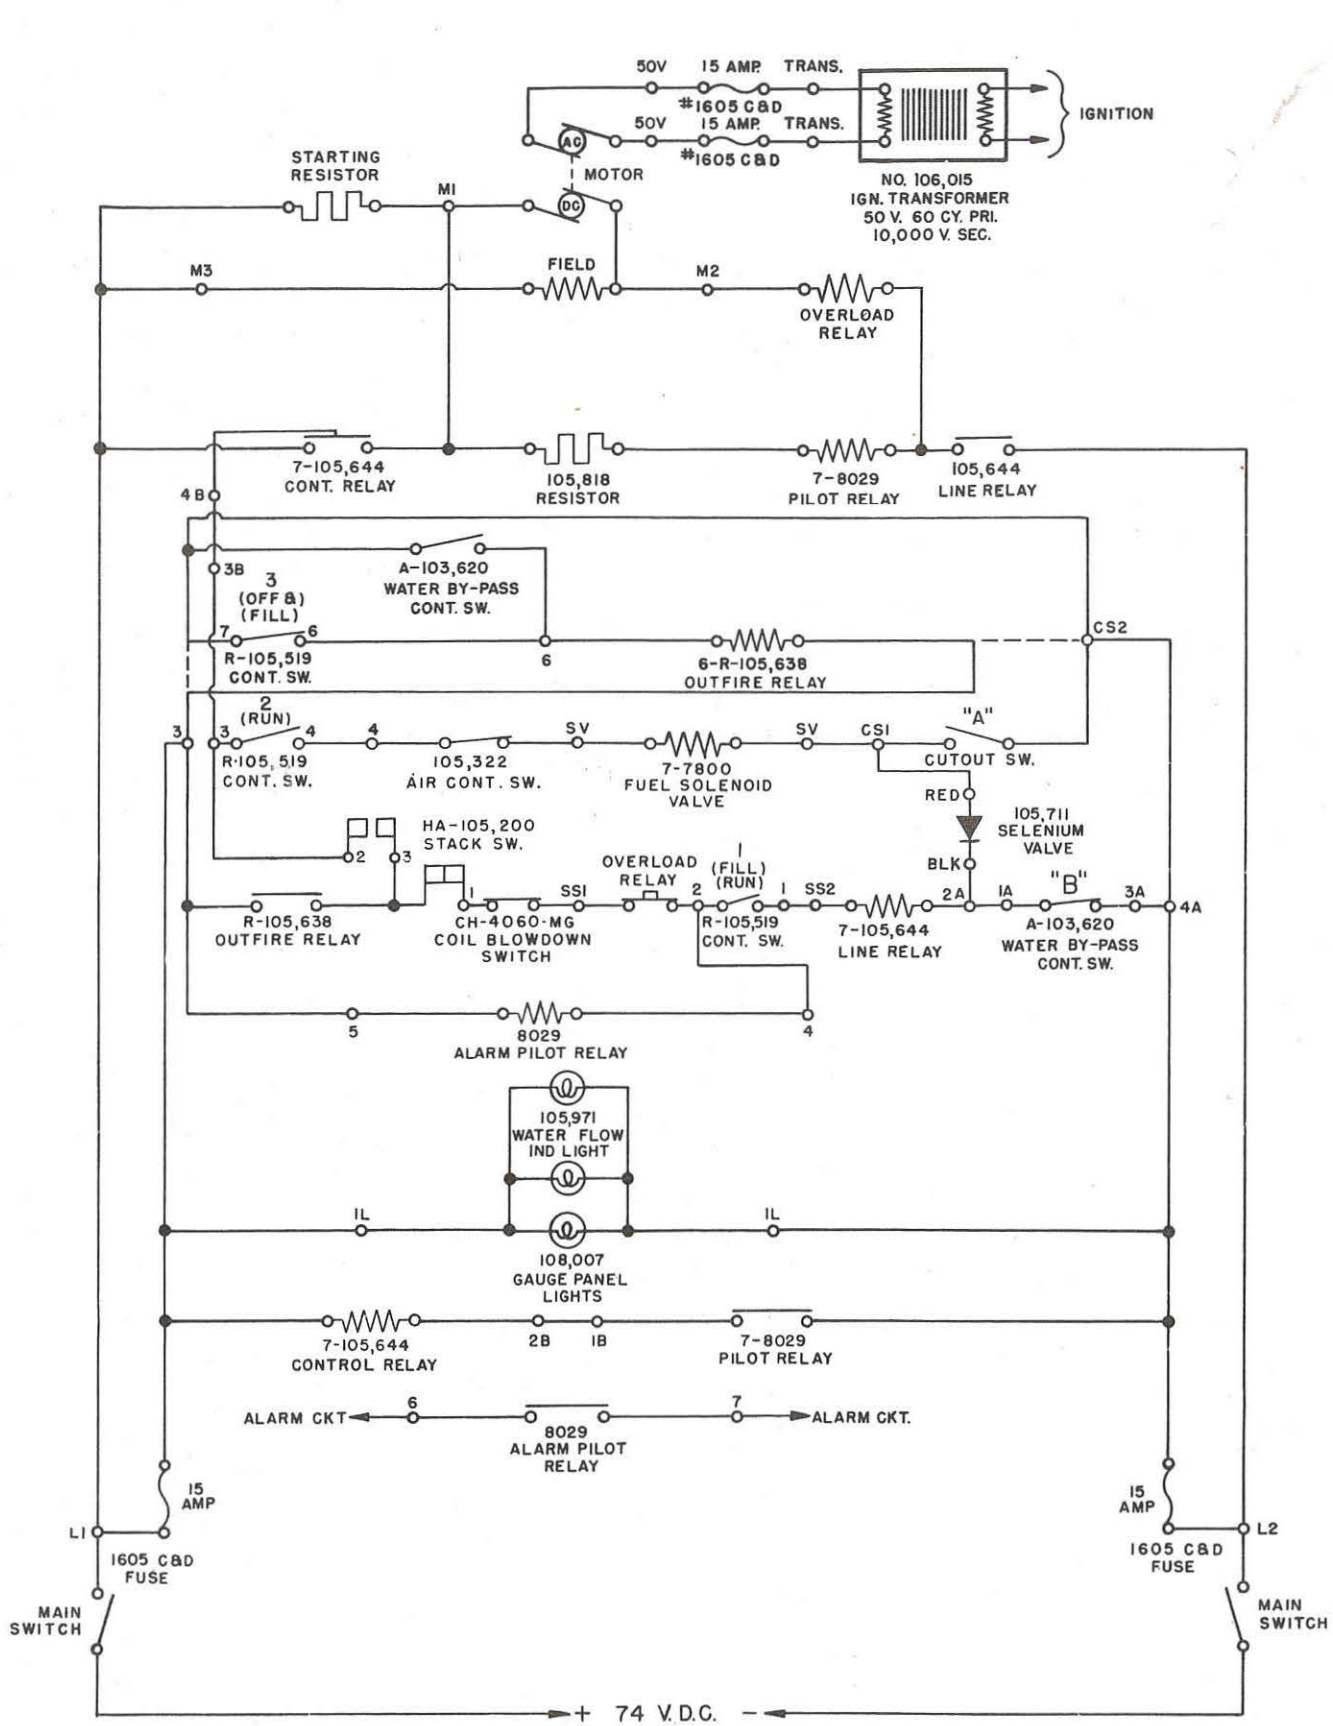 50V 15 AMP. TRANS.
#1605 C&D
IGNITION
50V 15 AMP. TRANS.
#1605 C&D
AC
MOTOR
DC
STARTING
RESISTOR
M1
NO. 106,015
IGN. TRANSFORMER
50 V. 60 CY. PRI.
10,000 V. SEC.
M3
FIELD
M2
OVERLOAD
RELAY
7-105,644
CONT. RELAY
105,818
RESISTOR
7-8029
PILOT RELAY
105,644
LINE RELAY
4B
3B
A-103,620
WATER BY-PASS
CONT. SW.
3
(OFF &)
(FILL)
7 6
R-105,519
CONT. SW.
6
6-R-105,638
OUTFIRE RELAY
CS2
2
(RUN)
3 3 4 4 SV SV CS1
"A"
R-105,519
CONT. SW.
105,322
AIR CONT. SW.
7-7800
FUEL SOLENOID
VALVE
CUTOUT SW.
RED
105,711
SELENIUM
VALVE
BLK
HA-105,200
STACK SW.
2 3
OVERLOAD
RELAY
1
(FILL)
(RUN)
"B"
1 SS1 2 1 SS2 2A 1A 3A 4A
R-105,638
OUTFIRE RELAY
CH-4060-MG
COIL BLOWDOWN
SWITCH
R-105,519
CONT. SW.
7-105,644
LINE RELAY
A-103,620
WATER BY-PASS
CONT. SW.
5 4
8029
ALARM PILOT RELAY
105,971
WATER FLOW
IND LIGHT
IL IL
108,007
GAUGE PANEL
LIGHTS
7-105,644
CONTROL RELAY
2B 1B
7-8029
PILOT RELAY
ALARM CKT 6 7 ALARM CKT.
8029
ALARM PILOT
RELAY
15
AMP
15
AMP
L1 L2
1605 C&D
FUSE
1605 C&D
FUSE
MAIN
SWITCH
MAIN
SWITCH
+ 74 V.D.C. -